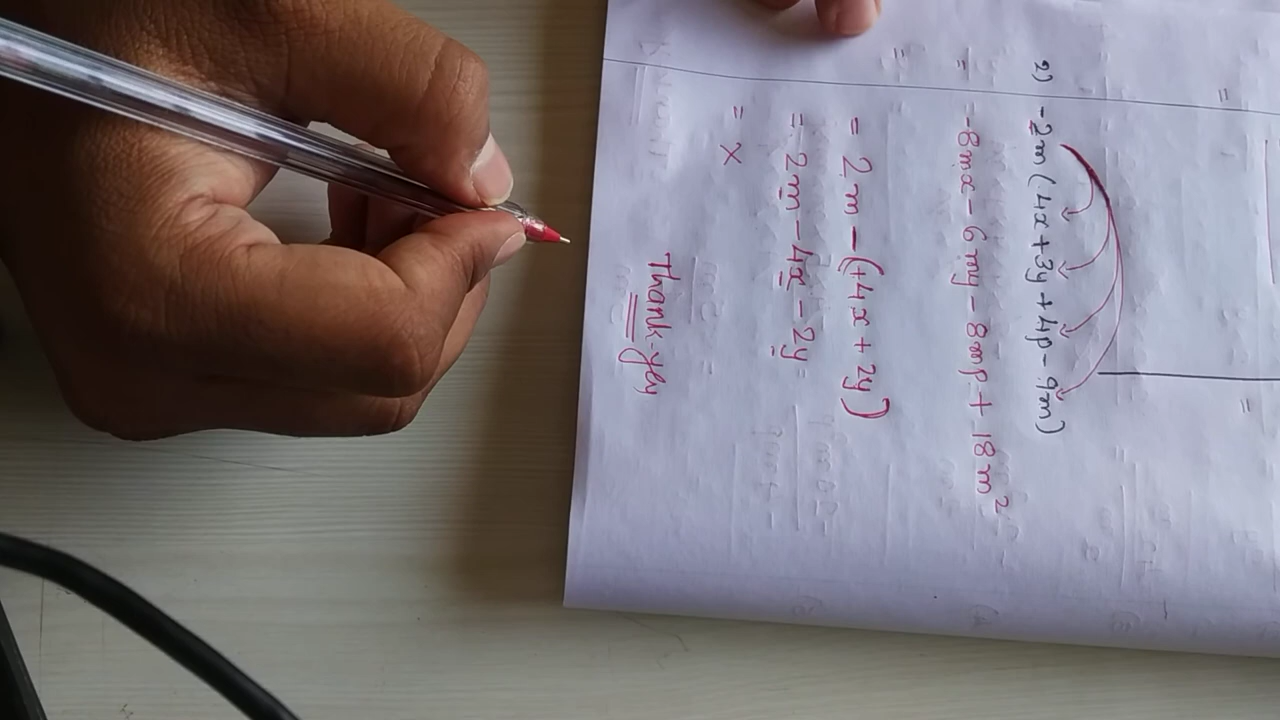 2) -2m (4x+3y+4p-9m)
= -8mx - 6my - 8mp + 18m²
= 2m - (+4x + 2y)
= 2m - 4x - 2y =
= x
Thank you